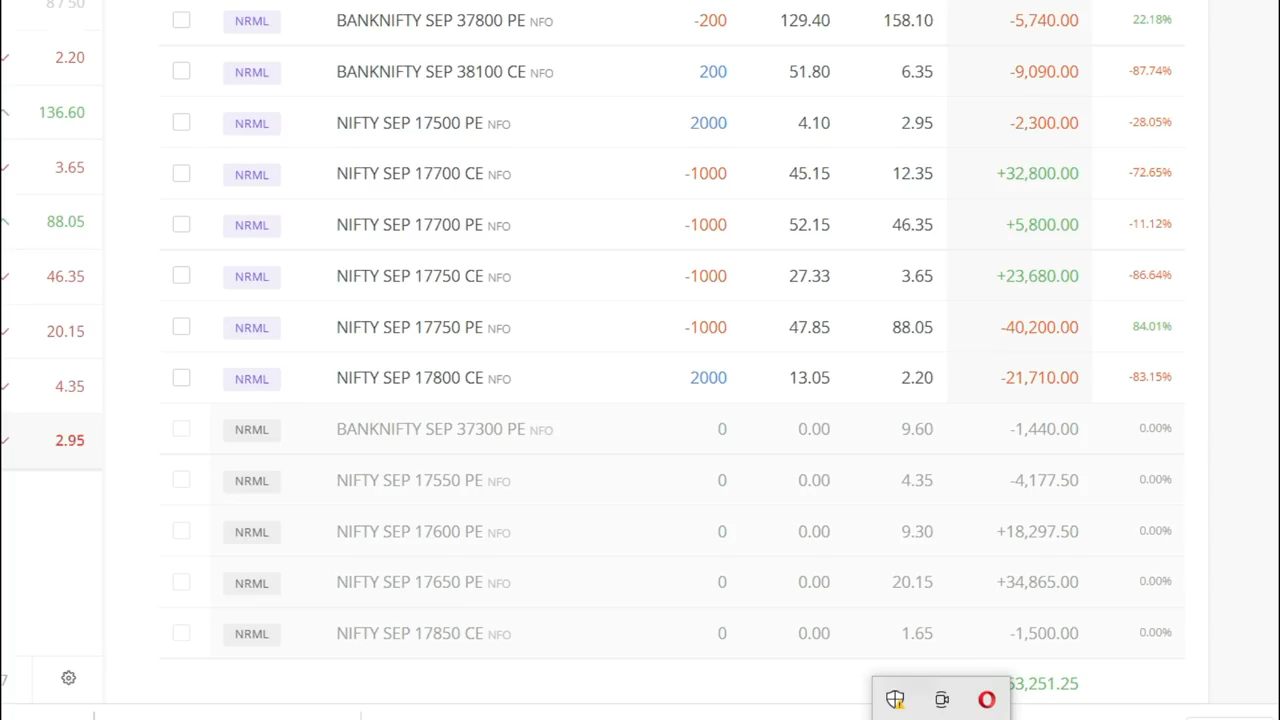 8 / 50
NRML BANKNIFTY SEP 37800 PE NFO -200 129.40 158.10 -5,740.00 22.18%
2.20
NRML BANKNIFTY SEP 38100 CE NFO 200 51.80 6.35 -9,090.00 -87.74%
136.60
NRML NIFTY SEP 17500 PE NFO 2000 4.10 2.95 -2,300.00 -28.05%
3.65
NRML NIFTY SEP 17700 CE NFO -1000 45.15 12.35 +32,800.00 -72.65%
88.05
NRML NIFTY SEP 17700 PE NFO -1000 52.15 46.35 +5,800.00 -11.12%
46.35
NRML NIFTY SEP 17750 CE NFO -1000 27.33 3.65 +23,680.00 -86.64%
20.15
NRML NIFTY SEP 17750 PE NFO -1000 47.85 88.05 -40,200.00 84.01%
4.35
NRML NIFTY SEP 17800 CE NFO 2000 13.05 2.20 -21,710.00 -83.15%
2.95
NRML BANKNIFTY SEP 37300 PE NFO 0 0.00 9.60 -1,440.00 0.00%
NRML NIFTY SEP 17550 PE NFO 0 0.00 4.35 -4,177.50 0.00%
NRML NIFTY SEP 17600 PE NFO 0 0.00 9.30 +18,297.50 0.00%
NRML NIFTY SEP 17650 PE NFO 0 0.00 20.15 +34,865.00 0.00%
NRML NIFTY SEP 17850 CE NFO 0 0.00 1.65 -1,500.00 0.00%
7
3,251.25